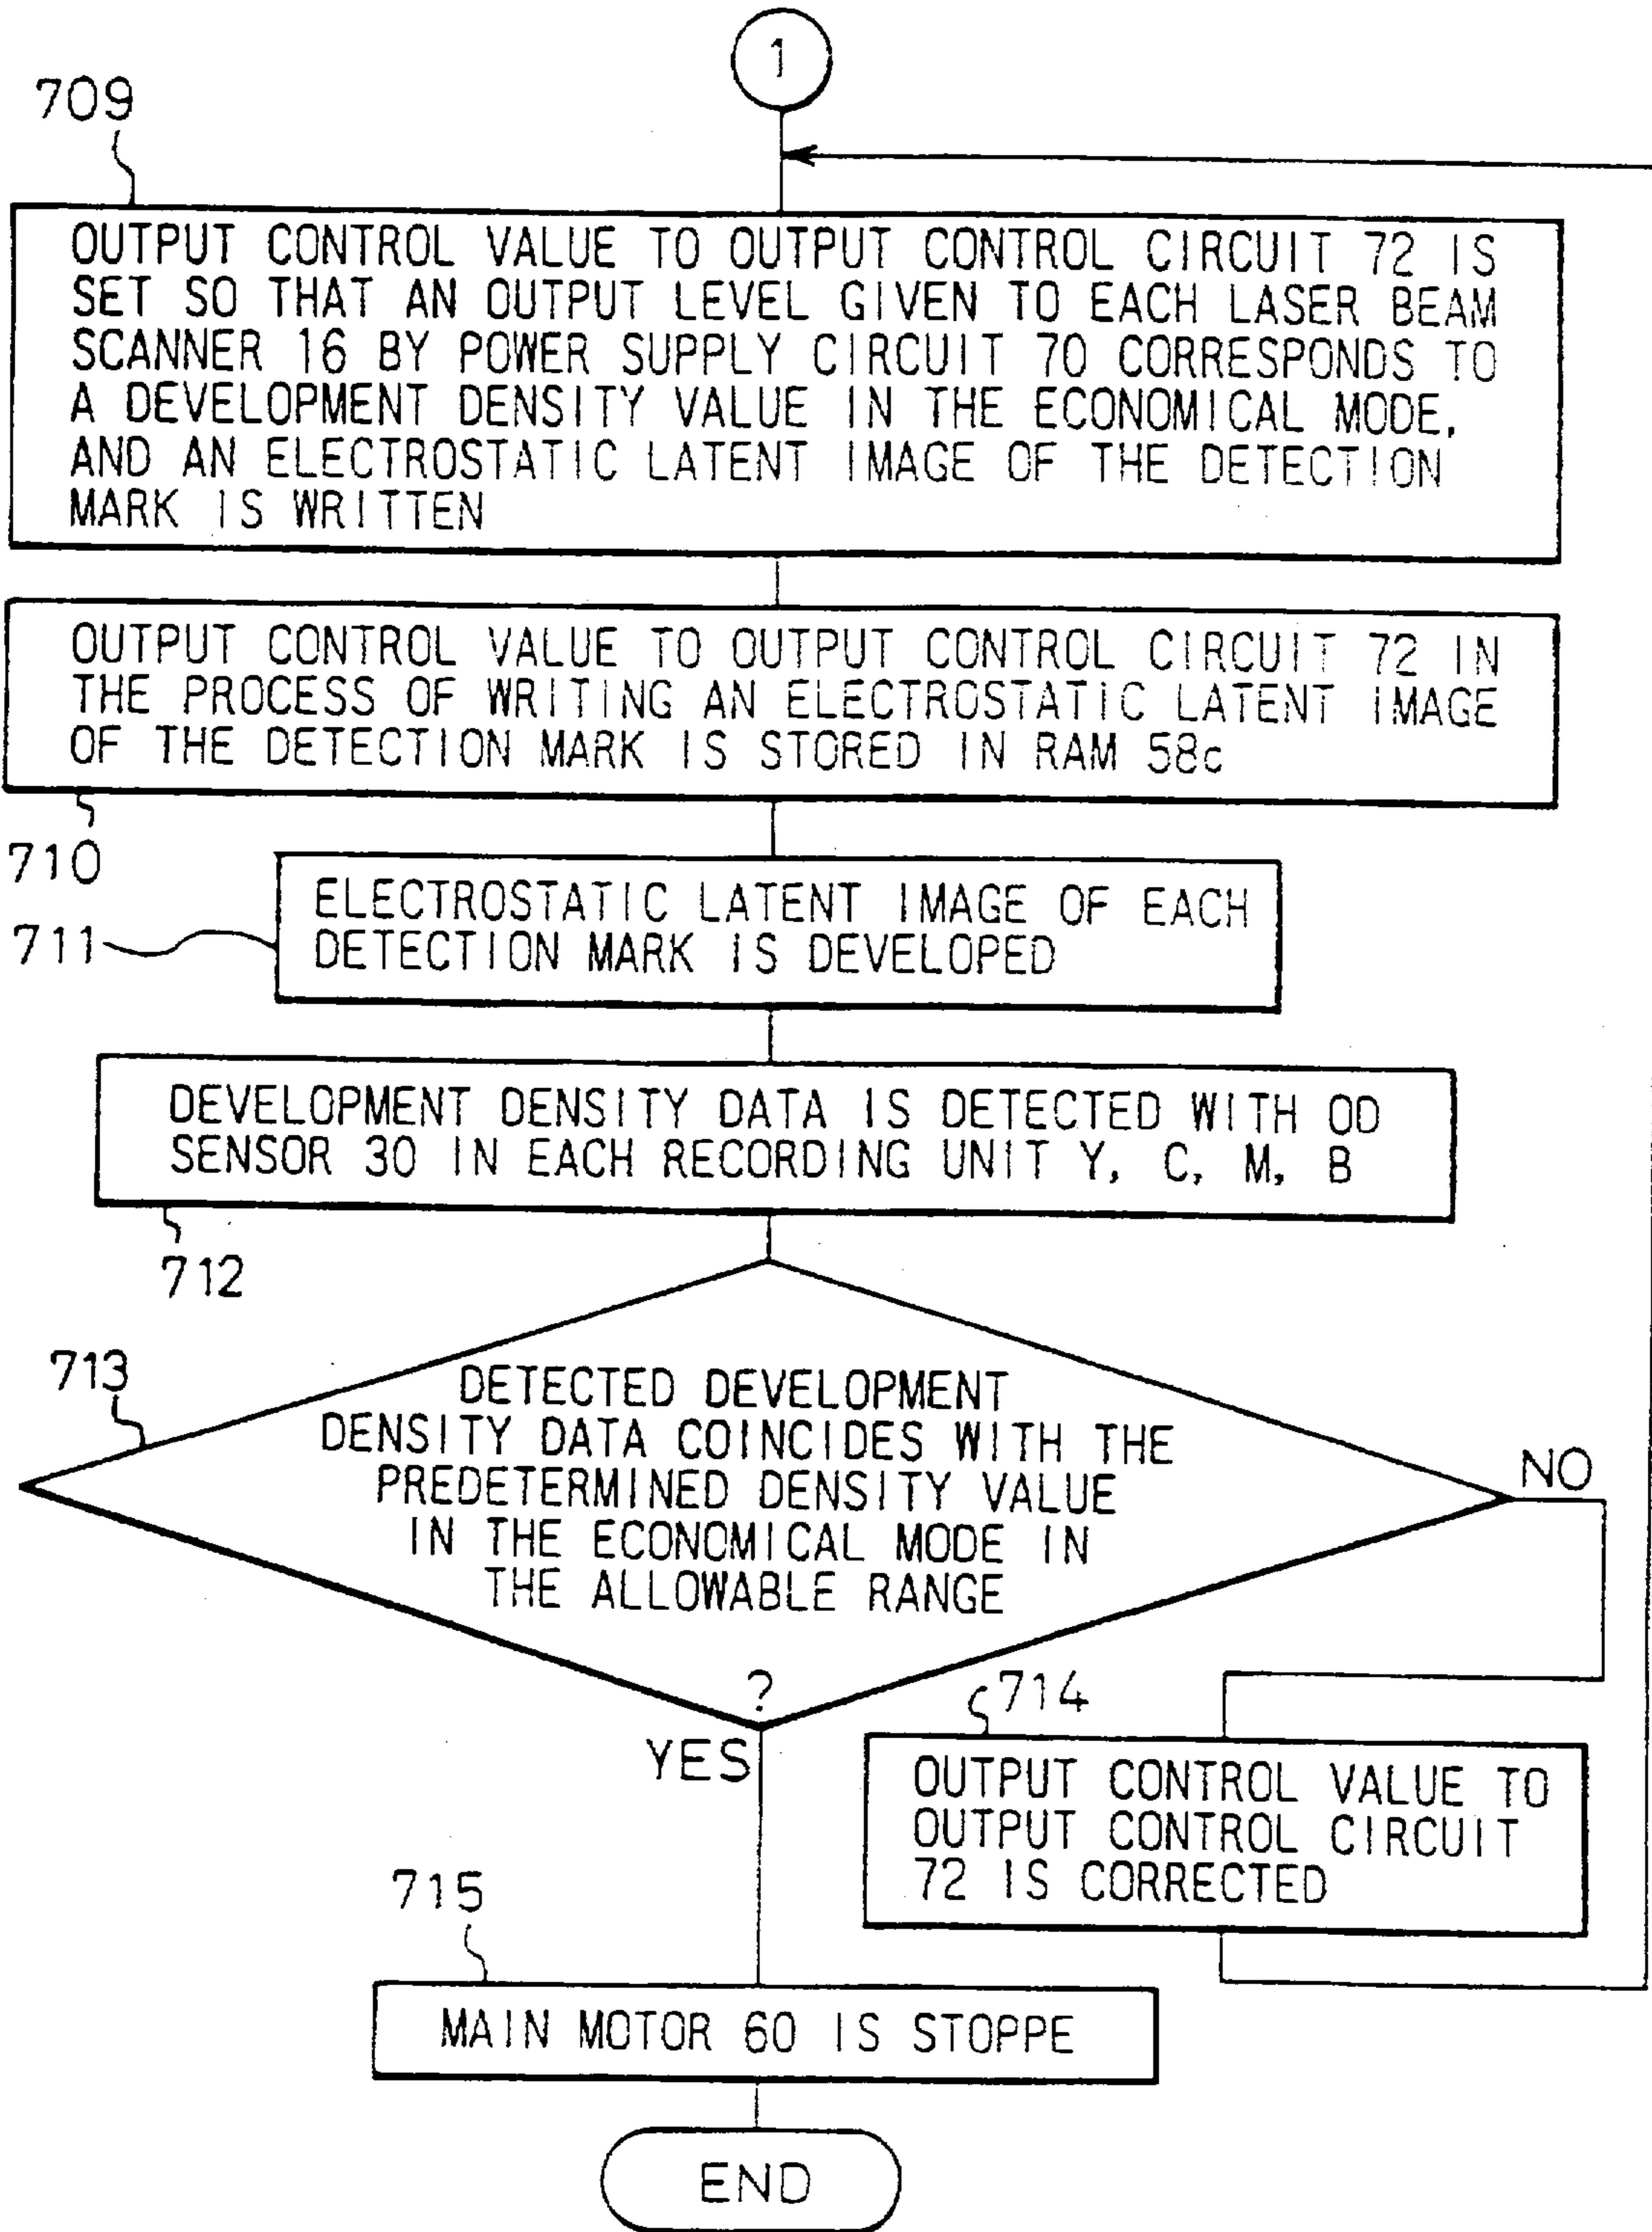 1
709
OUTPUT CONTROL VALUE TO OUTPUT CONTROL CIRCUIT 72 IS
SET SO THAT AN OUTPUT LEVEL GIVEN TO EACH LASER BEAM
SCANNER 16 BY POWER SUPPLY CIRCUIT 70 CORRESPONDS TO
A DEVELOPMENT DENSITY VALUE IN THE ECONOMICAL MODE,
AND AN ELECTROSTATIC LATENT IMAGE OF THE DETECTION
MARK IS WRITTEN
OUTPUT CONTROL VALUE TO OUTPUT CONTROL CIRCUIT 72 IN
THE PROCESS OF WRITING AN ELECTROSTATIC LATENT IMAGE
OF THE DETECTION MARK IS STORED IN RAM 58c
710
ELECTROSTATIC LATENT IMAGE OF EACH
DETECTION MARK IS DEVELOPED
711
DEVELOPMENT DENSITY DATA IS DETECTED WITH OD
SENSOR 30 IN EACH RECORDING UNIT Y, C, M, B
712
713
DETECTED DEVELOPMENT
DENSITY DATA COINCIDES WITH THE
PREDETERMINED DENSITY VALUE
IN THE ECONOMICAL MODE IN
THE ALLOWABLE RANGE
?
NO
YES
714
OUTPUT CONTROL VALUE TO
OUTPUT CONTROL CIRCUIT
72 IS CORRECTED
715
MAIN MOTOR 60 IS STOPPE
END